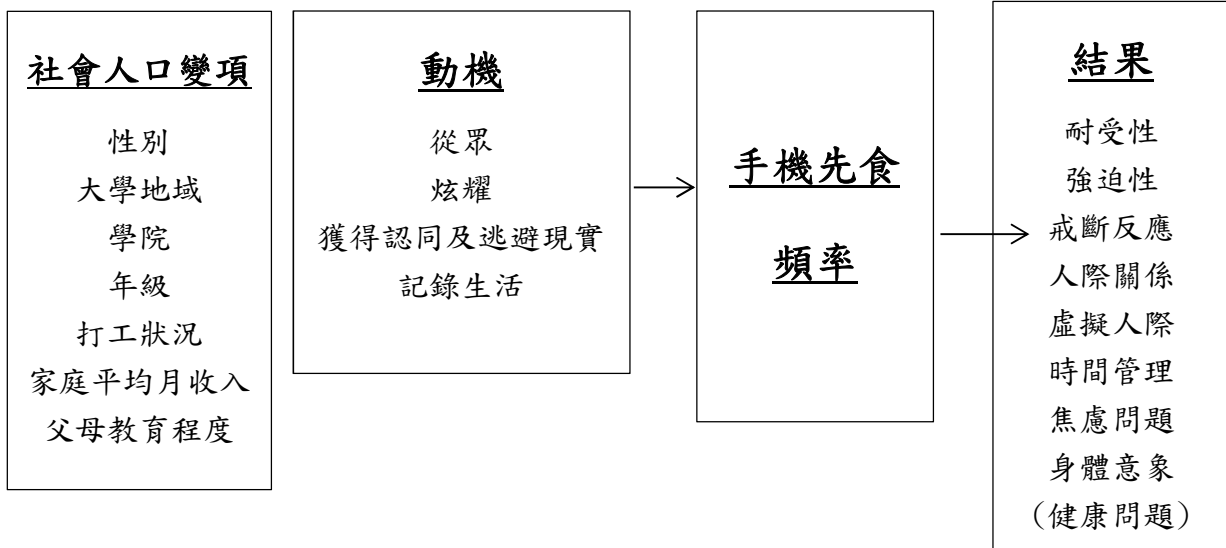 社會人口變項
性別
大學地域
學院
年級
打工狀況
家庭平均月收入
父母教育程度
動機
從眾
炫耀
獲得認同及逃避現實
記錄生活
手機先食
頻率
結果
耐受性
強迫性
戒斷反應
人際關係
虛擬人際
時間管理
焦慮問題
身體意象
(健康問題)